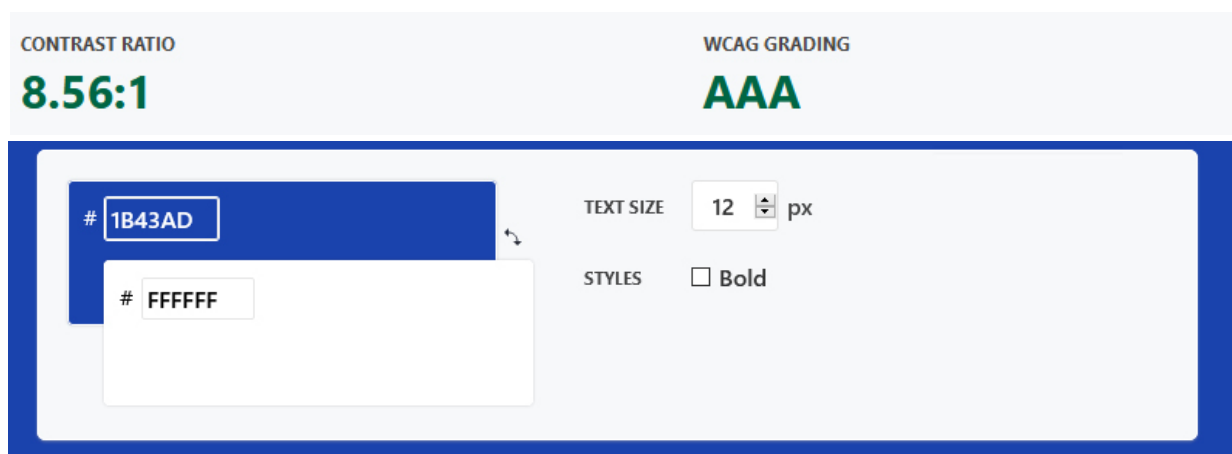 CONTRAST RATIO
8.56:1
WCAG GRADING
AAA
# 1B43AD
# FFFFFF
TEXT SIZE 12 px
STYLES Bold